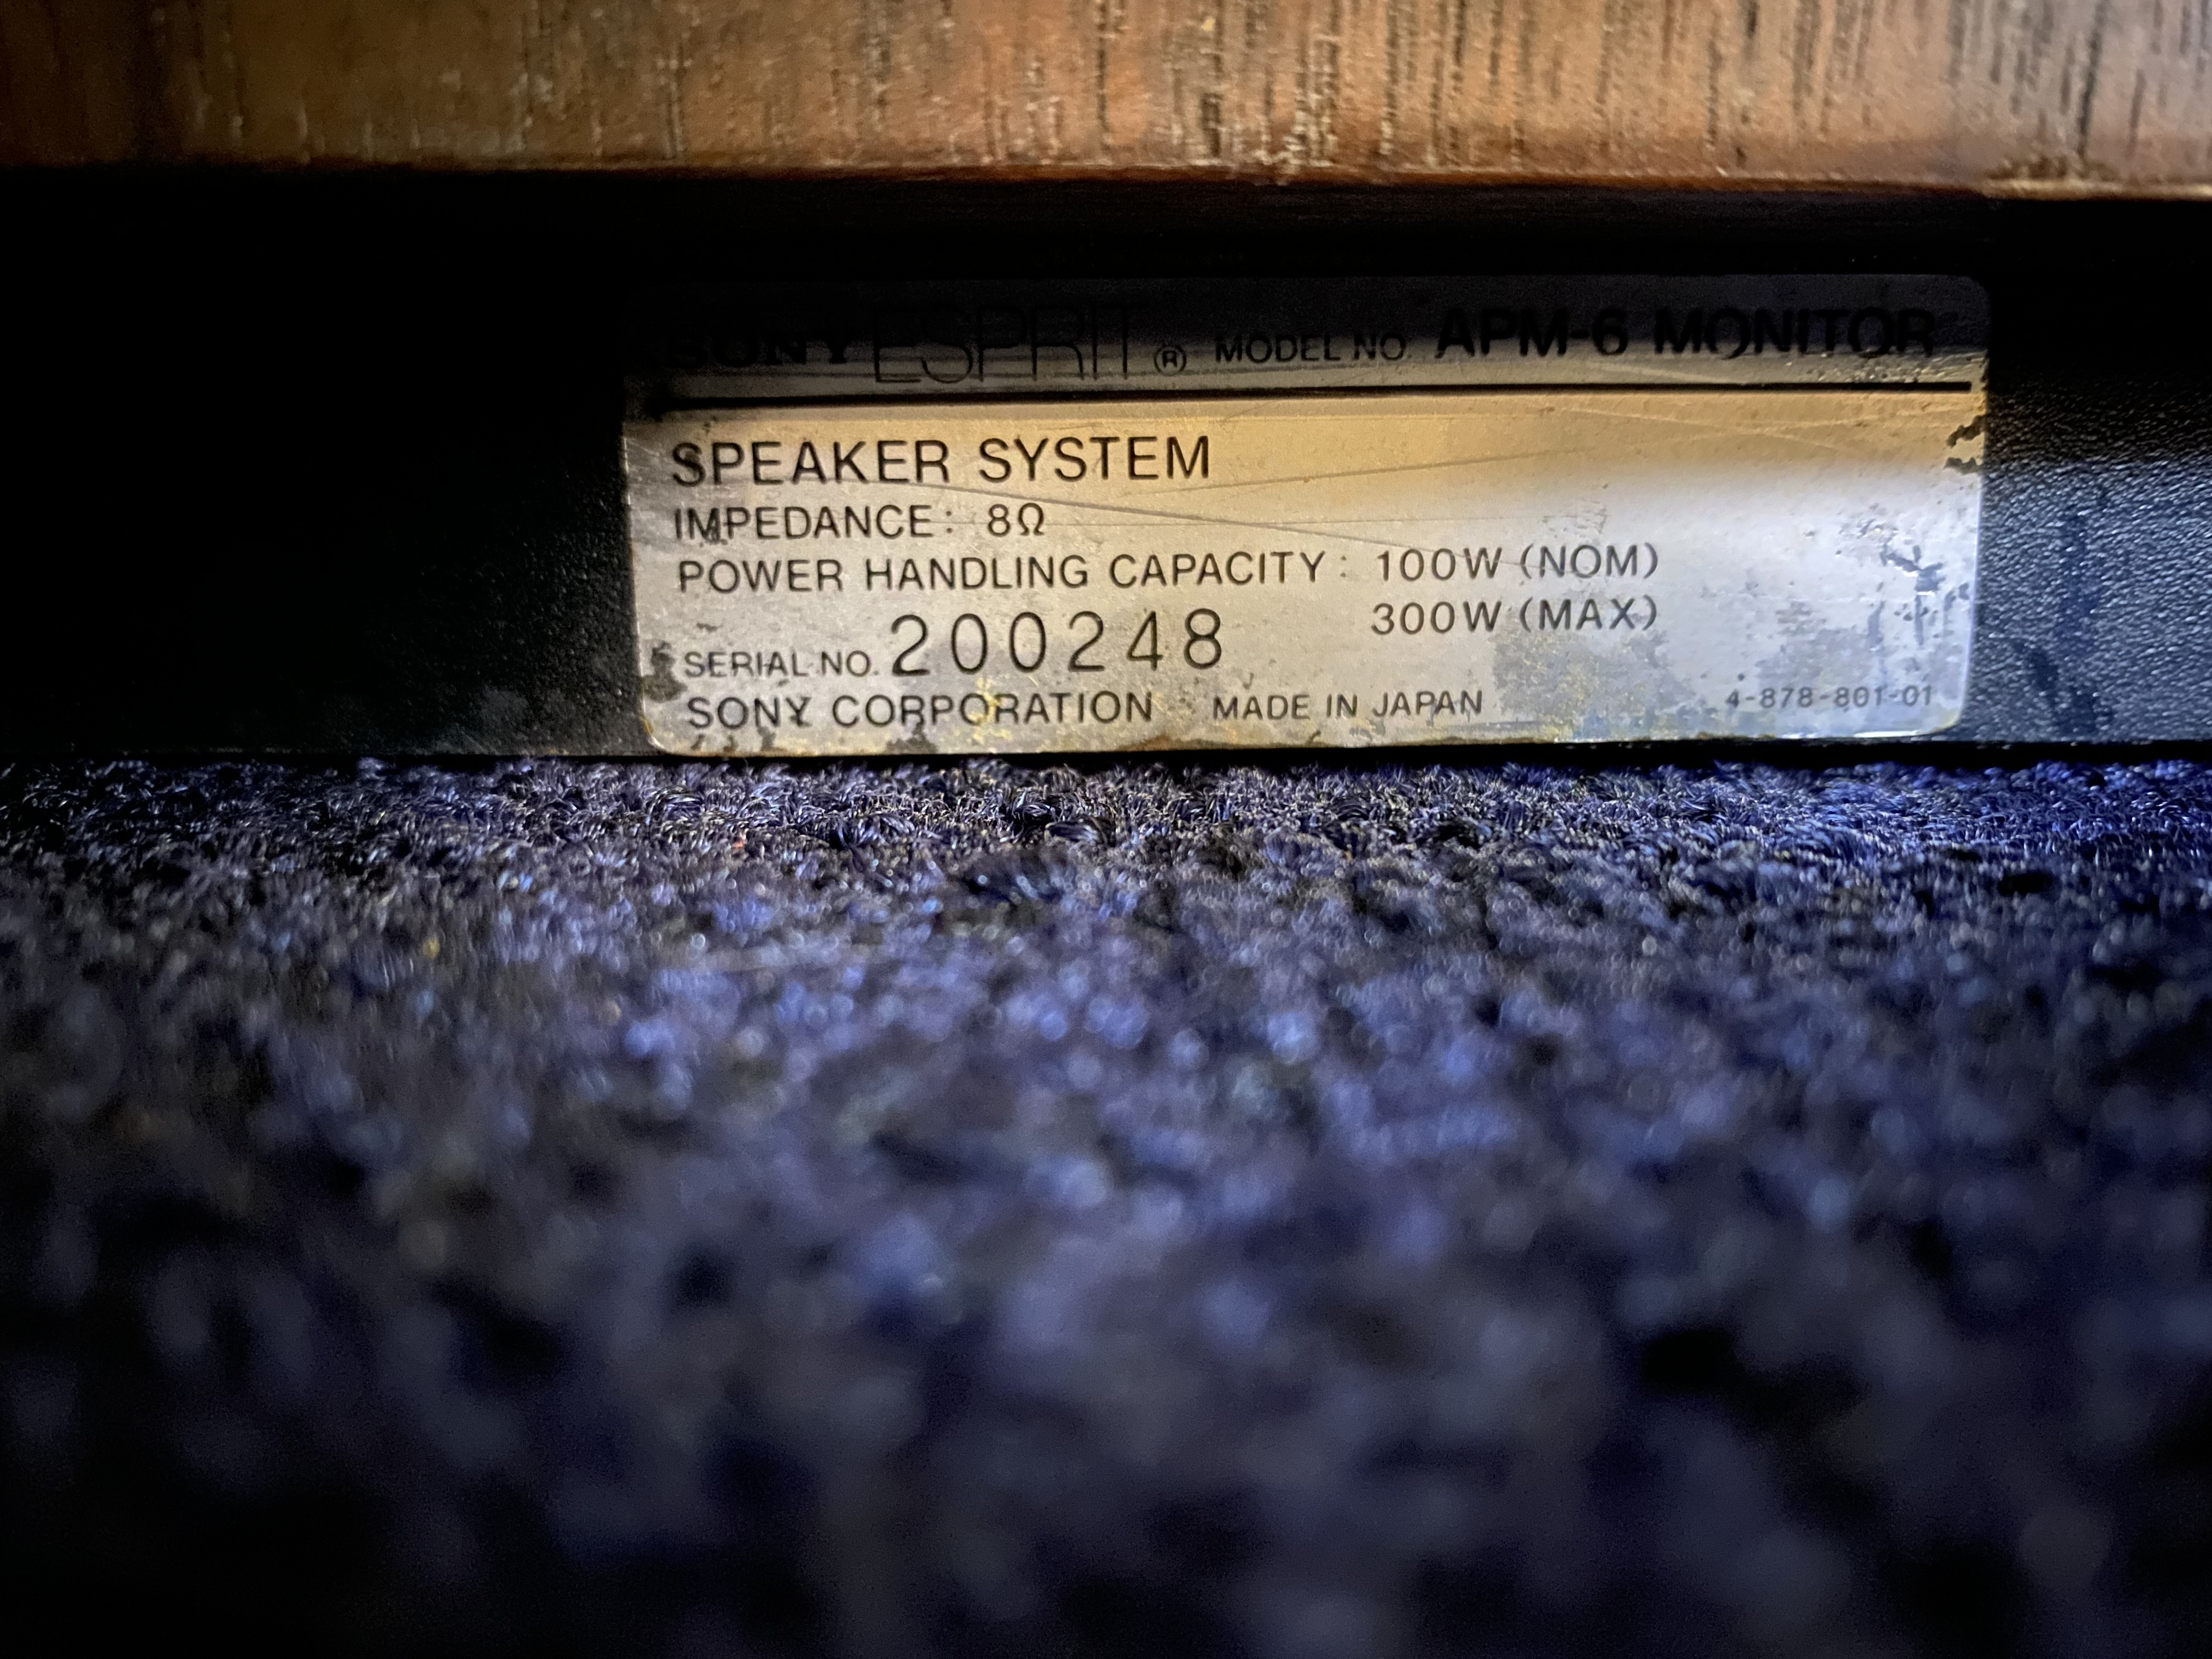 SONY ESPRIT® MODEL NO. APM-6 MONITOR
SPEAKER SYSTEM
IMPEDANCE: 8Ω
POWER HANDLING CAPACITY: 100W (NOM)
300W (MAX)
SERIAL NO. 200248
SONY CORPORATION MADE IN JAPAN 4-878-801-01